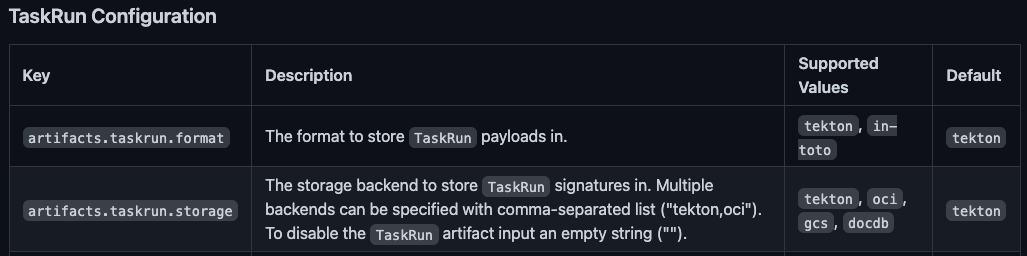 TaskRun Configuration
Key Description Supported Values Default
artifacts.taskrun.format The format to store TaskRun payloads in. tekton, in-toto tekton
artifacts.taskrun.storage The storage backend to store TaskRun signatures in. Multiple
backends can be specified with comma-separated list ("tekton,oci").
To disable the TaskRun artifact input an empty string ("").
tekton, oci,
gcs, docdb
tekton